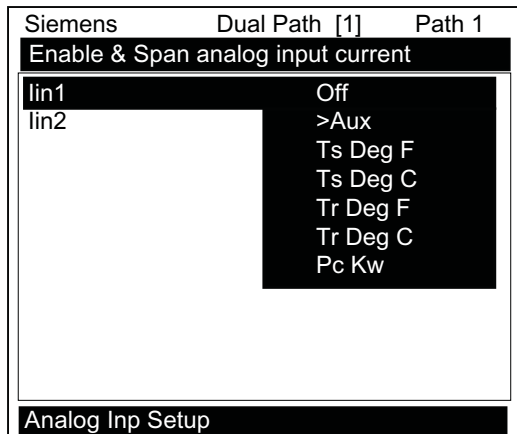 Siemens Dual Path [1] Path 1
Enable & Span analog input current
Iin1 Off
Iin2 >Aux
Ts Deg F
Ts Deg C
Tr Deg F
Tr Deg C
Pc Kw
Analog Inp Setup